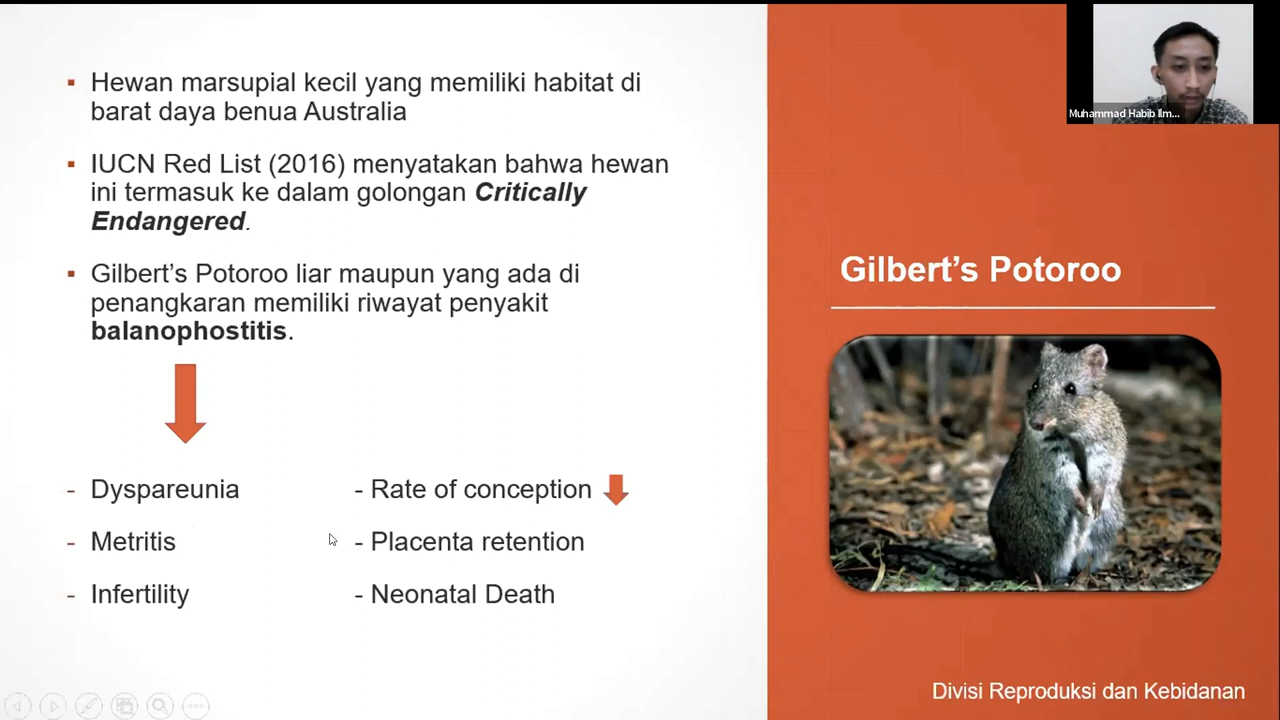 Hewan marsupial kecil yang memiliki habitat di
barat daya benua Australia
IUCN Red List (2016) menyatakan bahwa hewan
ini termasuk ke dalam golongan Critically
Endangered.
Gilbert's Potoroo liar maupun yang ada di
penangkaran memiliki riwayat penyakit
balanophostitis.
- Dyspareunia
- Metritis
- Infertility
- Rate of conception
- Placenta retention
- Neonatal Death
Gilbert's Potoroo
Divisi Reproduksi dan Kebidanan
Muhammad Habib Ilm...